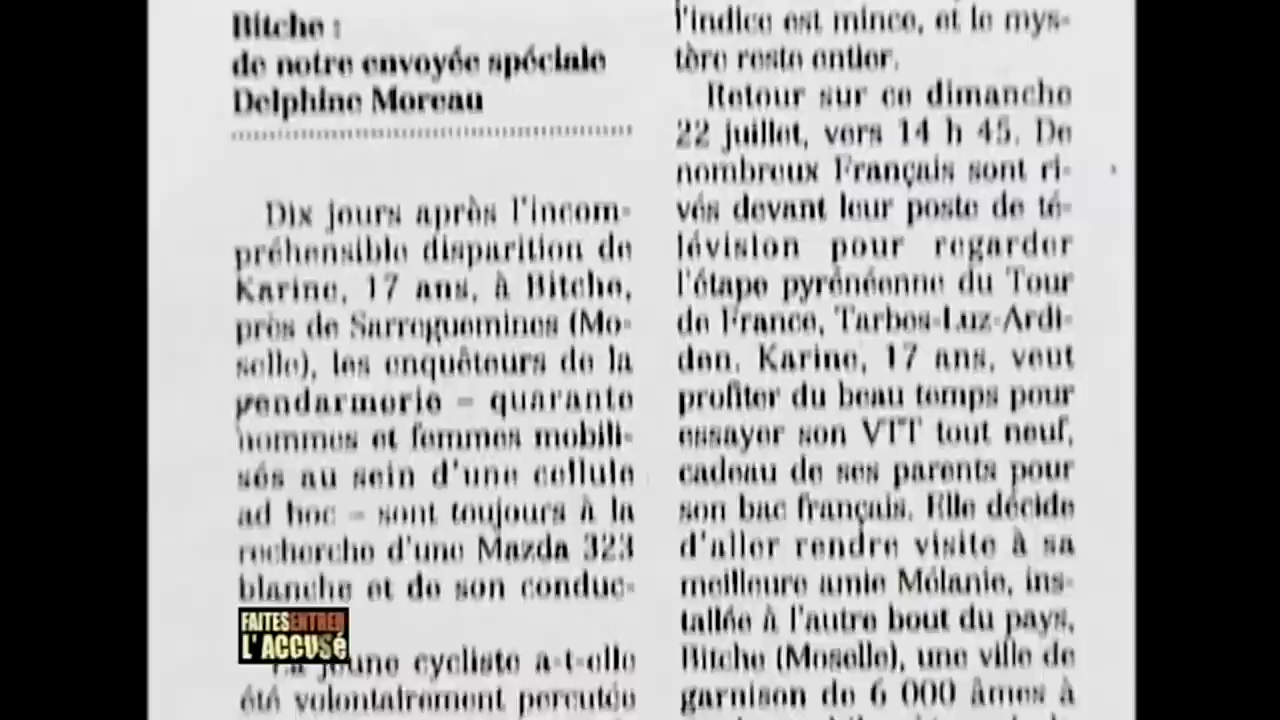 Bitche :
de notre envoyée spéciale
Delphine Moreau
Dix jours après l'incom-
préhensible disparition de
Karine, 17 ans, à Bitche,
près de Sarreguemines (Mo-
selle), les enquêteurs de la
gendarmerie – quarante
hommes et femmes mobili-
sés au sein d'une cellule
ad hoc – sont toujours à la
recherche d'une Mazda 323
blanche et de son conduc-
La jeune cycliste a-t-elle
été volontairement percutée
l'indice est mince, et le mys-
tère reste entier.
Retour sur ce dimanche
22 juillet, vers 14 h 45. De
nombreux Français sont ri-
vés devant leur poste de té-
lévision pour regarder
l'étape pyrénéenne du Tour
de France, Tarbes-Luz-Ardi-
den. Karine, 17 ans, veut
profiter du beau temps pour
essayer son VTT tout neuf,
cadeau de ses parents pour
son bac français. Elle décide
d'aller rendre visite à sa
meilleure amie Mélanie, ins-
tallée à l'autre bout du pays,
Bitche (Moselle), une ville de
garnison de 6 000 âmes à
FAITES ENTRER
L'ACCUSé